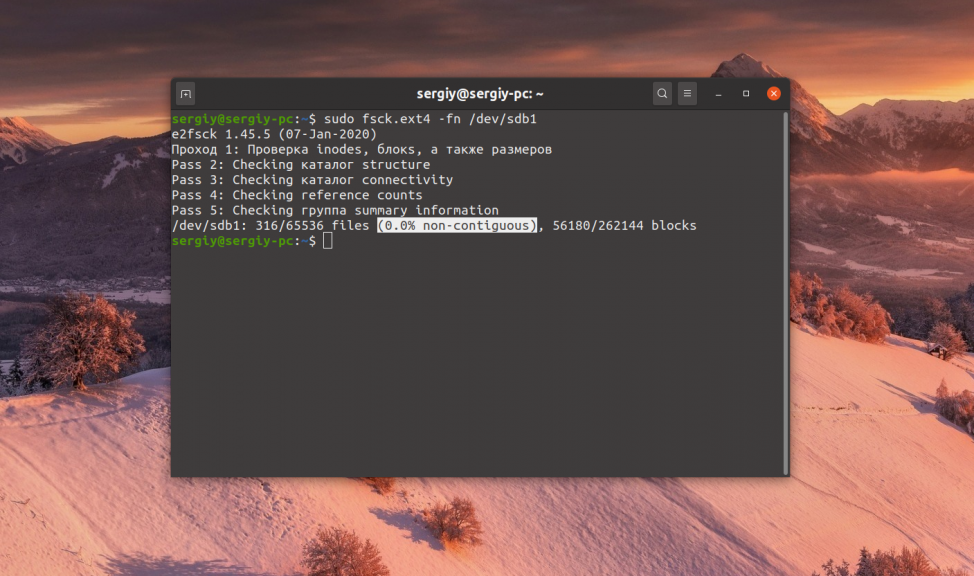 sergiy@sergiy-pc: ~
sergiy@sergiy-pc:~$ sudo fsck.ext4 -fn /dev/sdb1
e2fsck 1.45.5 (07-Jan-2020)
Проход 1: Проверка inodes, блоков, а также размеров
Pass 2: Checking каталог structure
Pass 3: Checking каталог connectivity
Pass 4: Checking reference counts
Pass 5: Checking группа summary information
/dev/sdb1: 316/65536 files (0.0% non-contiguous), 56180/262144 blocks
sergiy@sergiy-pc:~$